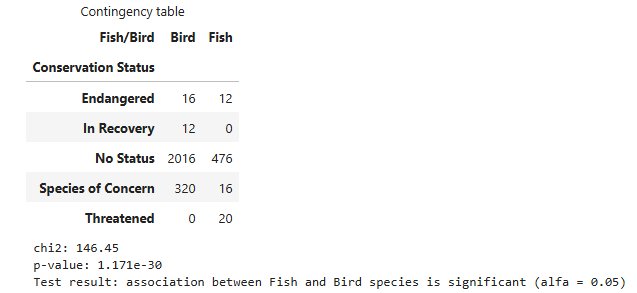 Contingency table
Fish/Bird Bird Fish
Conservation Status
Endangered 16 12
In Recovery 12 0
No Status 2016 476
Species of Concern 320 16
Threatened 0 20
chi2: 146.45
p-value: 1.171e-30
Test result: association between Fish and Bird species is significant (alfa = 0.05)